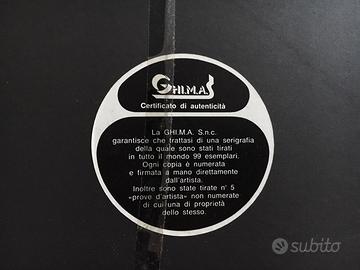 GHI.M.A.S
Certificato di autenticità
La GHI.M.A. S.n.c.
garantisce che trattasi di una serigrafia
della quale sono stati tirati
in tutto il mondo 99 esemplari.
Ogni copia è numerata
e firmata a mano direttamente
dall'artista.
Inoltre sono state tirate n° 5
«prove d'artista» non numerate
di cui una di proprietà
dello stesso.
subito